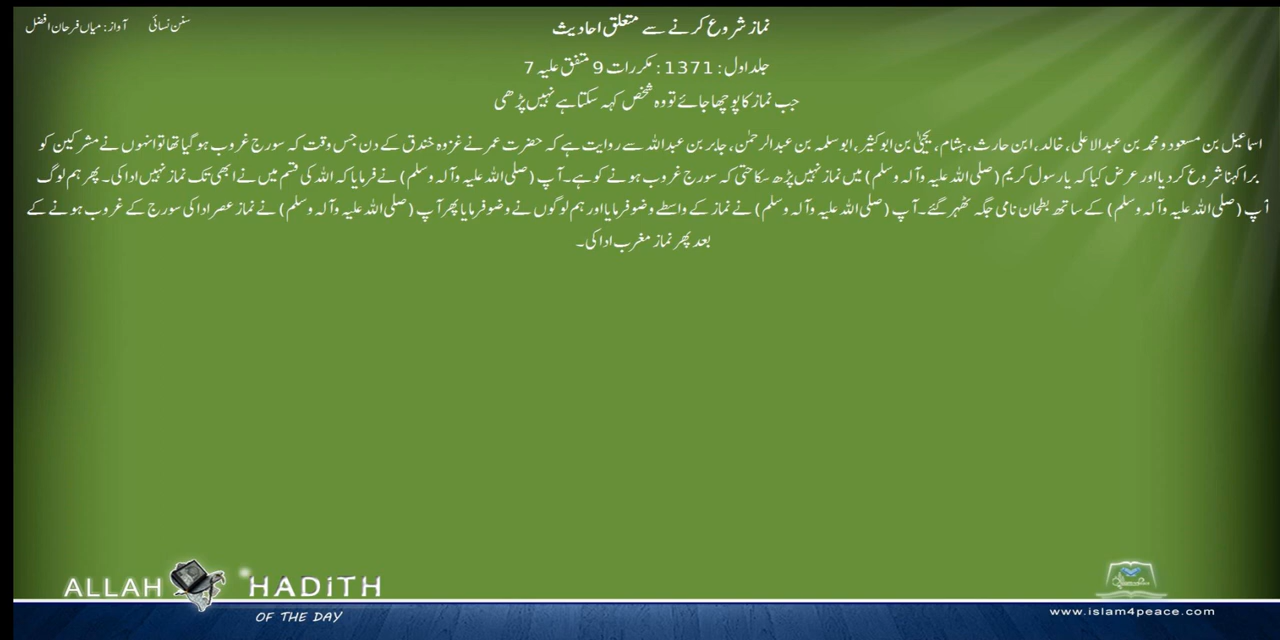 نماز شروع کرنے سے متعلق احادیث
سنن نسائی
آواز : میاں فرحان افضل
جلد اول : 1371 : مکررات 9 متفق علیہ 7
جب نماز کا پوچھا جائے تو وہ شخص کہہ سکتا ہے نہیں پڑھی
اسماعیل بن مسعود و محمد بن عبدالاعلی، خالد، ابن حارث، ہشام، یحیٰی بن ابو کثیر، ابو سلمہ بن عبدالرحمن، جابر بن عبداللہ سے روایت ہے کہ حضرت عمر نے غزوہ خندق کے دن جس وقت کہ سورج غروب ہو گیا تھا تو انہوں نے مشرکین کو
برا کہنا شروع کر دیا اور عرض کیا کہ یا رسول کریم (صلی اللہ علیہ وآلہ وسلم) میں نماز نہیں پڑھ سکا حتی کہ سورج غروب ہونے کو ہے۔ آپ (صلی اللہ علیہ وآلہ وسلم) نے فرمایا کہ اللہ کی قسم میں نے ابھی تک نماز نہیں ادا کی۔ پھر ہم لوگ
آپ (صلی اللہ علیہ وآلہ وسلم) کے ساتھ بطحان نامی جگہ ٹھہر گئے۔ آپ (صلی اللہ علیہ وآلہ وسلم) نے نماز کے واسطے وضو فرمایا اور ہم لوگوں نے وضو فرمایا پھر آپ (صلی اللہ علیہ وآلہ وسلم) نے نماز عصر ادا کی سورج کے غروب ہونے کے
بعد پھر نماز مغرب ادا کی۔
ALLAH HADITH
OF THE DAY
www.islam4peace.com